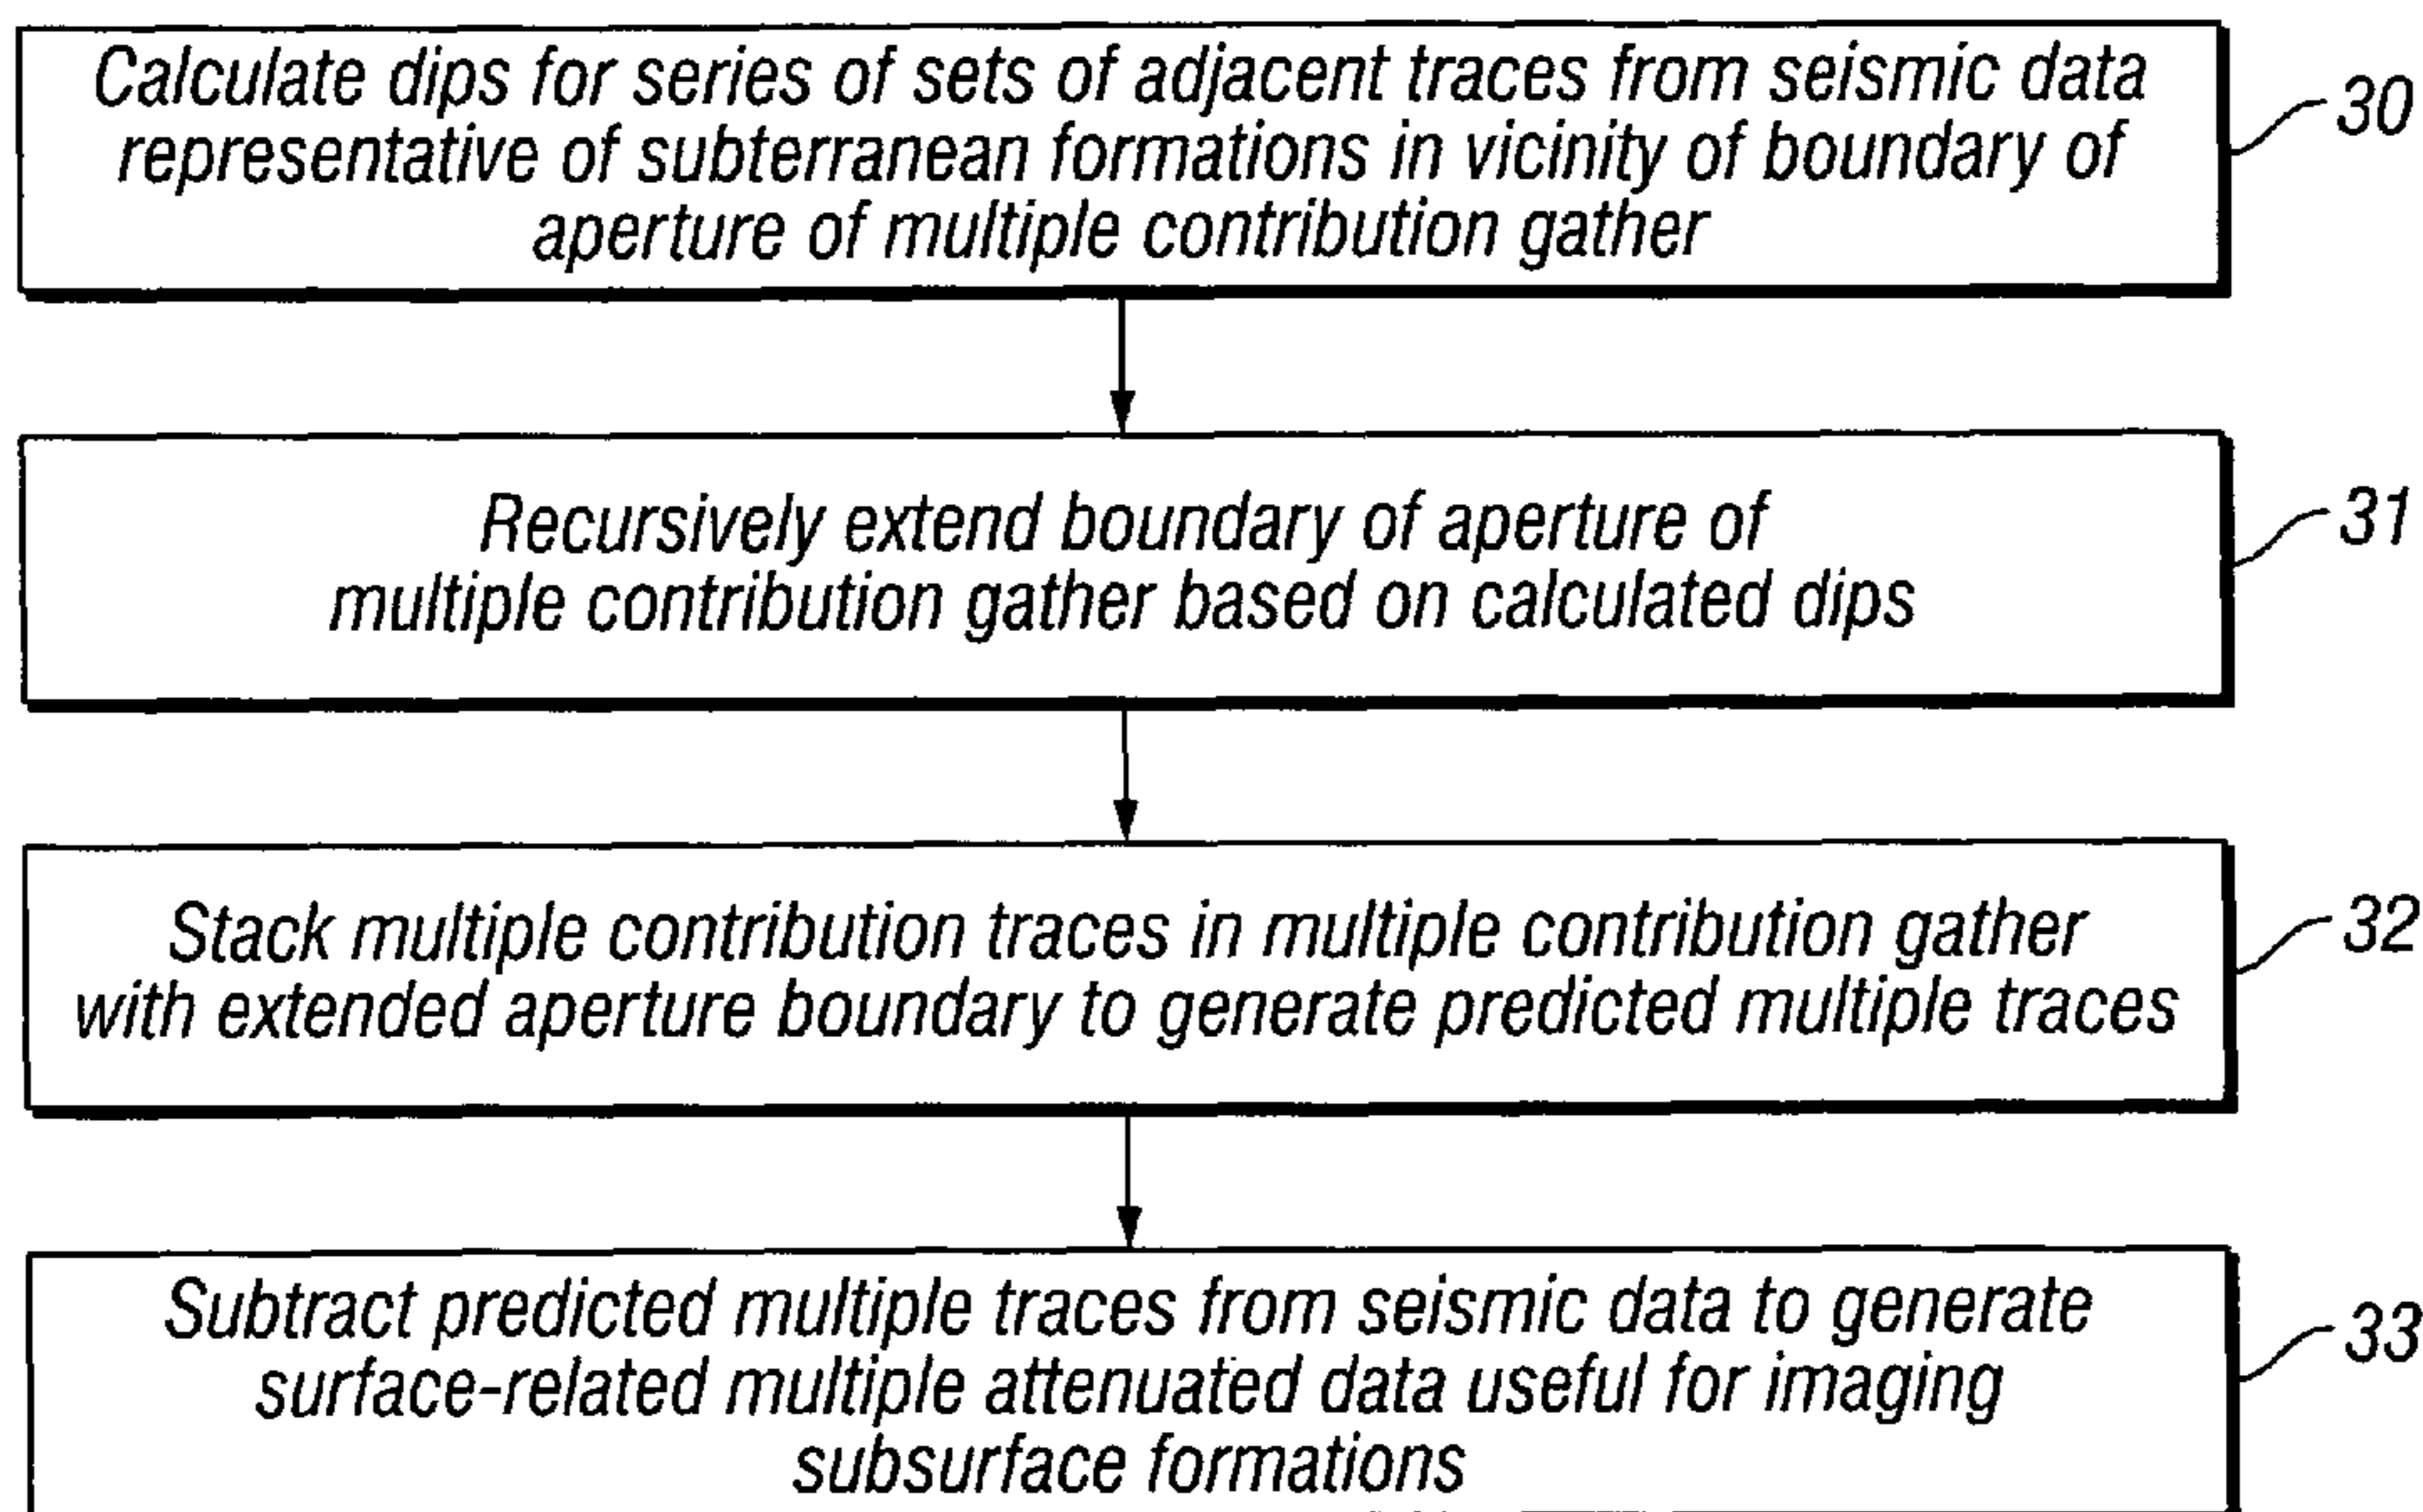 Calculate dips for series of sets of adjacent traces from seismic data
representative of subterranean formations in vicinity of boundary of
aperture of multiple contribution gather
30
Recursively extend boundary of aperture of
multiple contribution gather based on calculated dips
31
Stack multiple contribution traces in multiple contribution gather
with extended aperture boundary to generate predicted multiple traces
32
Subtract predicted multiple traces from seismic data to generate
surface-related multiple attenuated data useful for imaging
subsurface formations
33